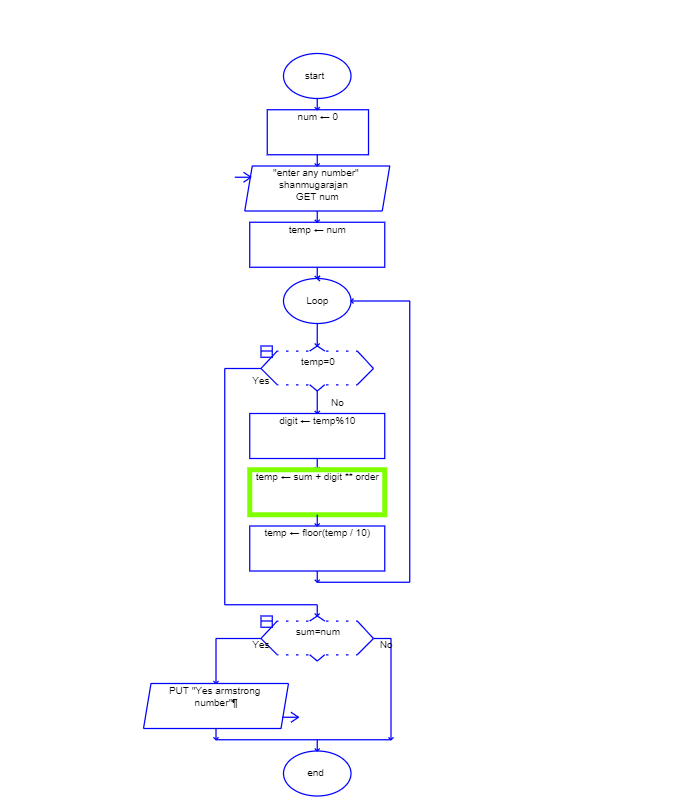 start
num ← 0
"enter any number"
shanmugarajan
GET num
temp ← num
Loop
temp=0
Yes
No
digit ← temp%10
temp ← sum + digit ** order
temp ← floor(temp / 10)
sum=num
Yes
No
PUT "Yes armstrong
number"¶
end